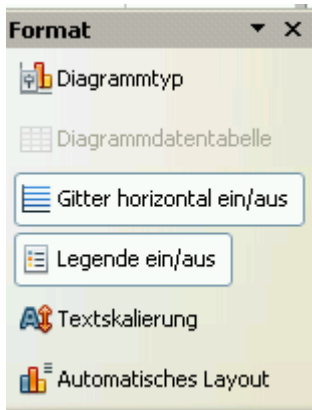 Format
Diagrammtyp
Diagrammdatentabelle
Gitter horizontal ein/aus
Legende ein/aus
Textskalierung
Automatisches Layout